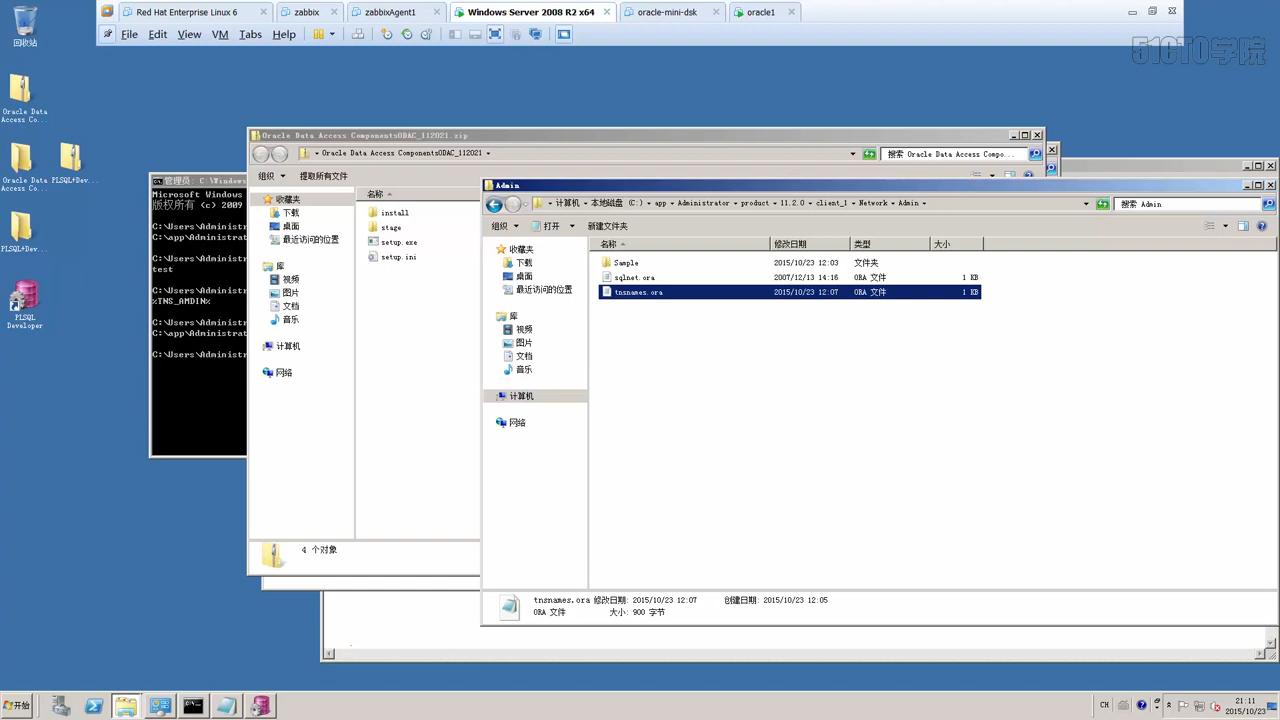 Red Hat Enterprise Linux 6
zabbix
zabbixAgent1
Windows Server 2008 R2 x64
oracle-mini-dsk
oracle1
File Edit View VM Tabs Help
51CTO学院
回收站
Oracle Data
Access Co...
Oracle Data
Access Co...
PLSQL+Dev...
PLSQL+Dev...
PLSQL
Developer
管理员: C:\Windows
Microsoft Windows
版权所有 (c) 2009
C:\Users\Administr
C:\app\Administrat
C:\Users\Administr
test
C:\Users\Administr
%TNS_AMDIN%
C:\Users\Administr
C:\app\Administrat
C:\Users\Administr
Oracle Data Access ComponentsODAC_112021.zip
Oracle Data Access ComponentsODAC_112021
搜索 Oracle Data Access Compo...
组织 提取所有文件
收藏夹
下载
桌面
最近访问的位置
库
视频
图片
文档
音乐
计算机
网络
名称
install
stage
setup.exe
setup.ini
4 个对象
Admin
计算机 本地磁盘 (C:) app Administrator product 11.2.0 client_1 Network Admin
搜索 Admin
组织 打开 新建文件夹
收藏夹
下载
桌面
最近访问的位置
库
视频
图片
文档
音乐
计算机
网络
名称 修改日期 类型 大小
Sample 2015/10/23 12:03 文件夹
sqlnet.ora 2007/12/13 14:16 ORA 文件 1 KB
tnsnames.ora 2015/10/23 12:07 ORA 文件 1 KB
tnsnames.ora 修改日期: 2015/10/23 12:07 创建日期: 2015/10/23 12:05
ORA 文件 大小: 900 字节
开始
CH
21:11
2015/10/23